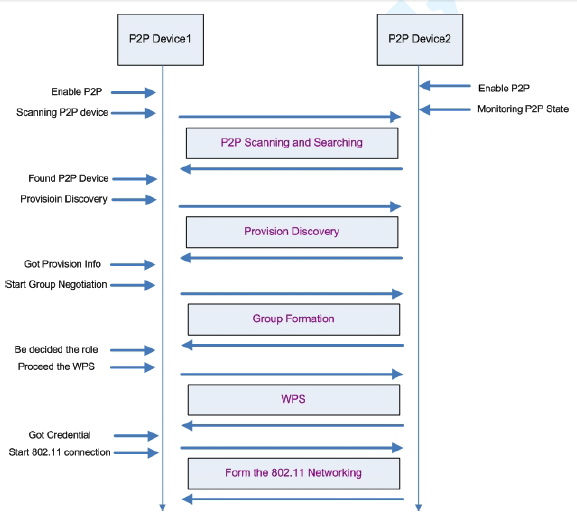 P2P Device1
P2P Device2
Enable P2P
Enable P2P
Scanning P2P device
Monitoring P2P State
P2P Scanning and Searching
Found P2P Device
Provisioin Discovery
Provision Discovery
Got Provision Info
Start Group Negotiation
Group Formation
Be decided the role
Proceed the WPS
WPS
Got Credential
Start 802.11 connection
Form the 802.11 Networking